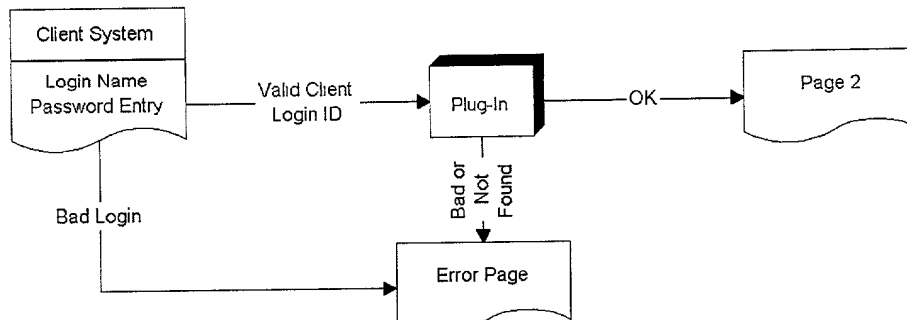 Client System
Login Name
Password Entry
Valid Client
Login ID
Plug-In
OK
Page 2
Bad or
Not
Found
Bad Login
Error Page